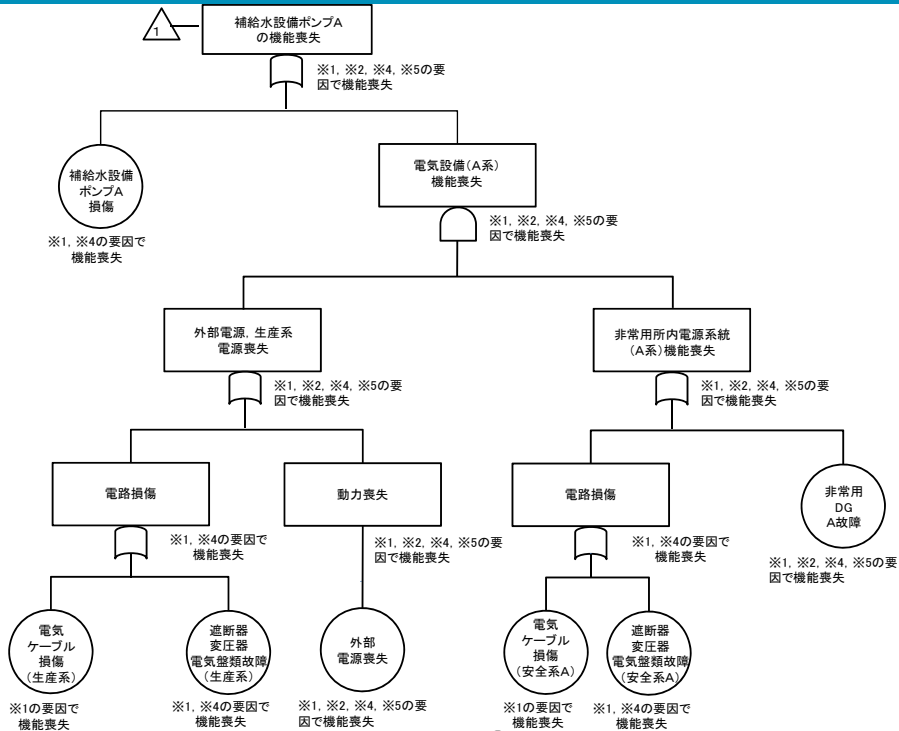 1
補給水設備ポンプA
の機能喪失
※1, ※2, ※4, ※5の要
因で機能喪失
補給水設備
ポンプA
損傷
※1, ※4の要因で
機能喪失
電気設備(A系)
機能喪失
※1, ※2, ※4, ※5の要
因で機能喪失
外部電源, 生産系
電源喪失
※1, ※2, ※4, ※5の要
因で機能喪失
非常用所内電源系統
(A系)機能喪失
※1, ※2, ※4, ※5の要
因で機能喪失
電路損傷
※1, ※4の要因で
機能喪失
動力喪失
※1, ※2, ※4, ※5の要
因で機能喪失
電路損傷
※1, ※4の要因で
機能喪失
非常用
DG
A故障
※1, ※2, ※4, ※5の要
因で機能喪失
電気
ケーブル
損傷
(生産系)
※1の要因で
機能喪失
遮断器
変圧器
電気盤類故障
(生産系)
※1, ※4の要因で
機能喪失
外部
電源喪失
※1, ※2, ※4, ※5の要
因で機能喪失
電気
ケーブル
損傷
(安全系A)
※1の要因で
機能喪失
遮断器
変圧器
電気盤類故障
(安全系A)
※1, ※4の要因で
機能喪失